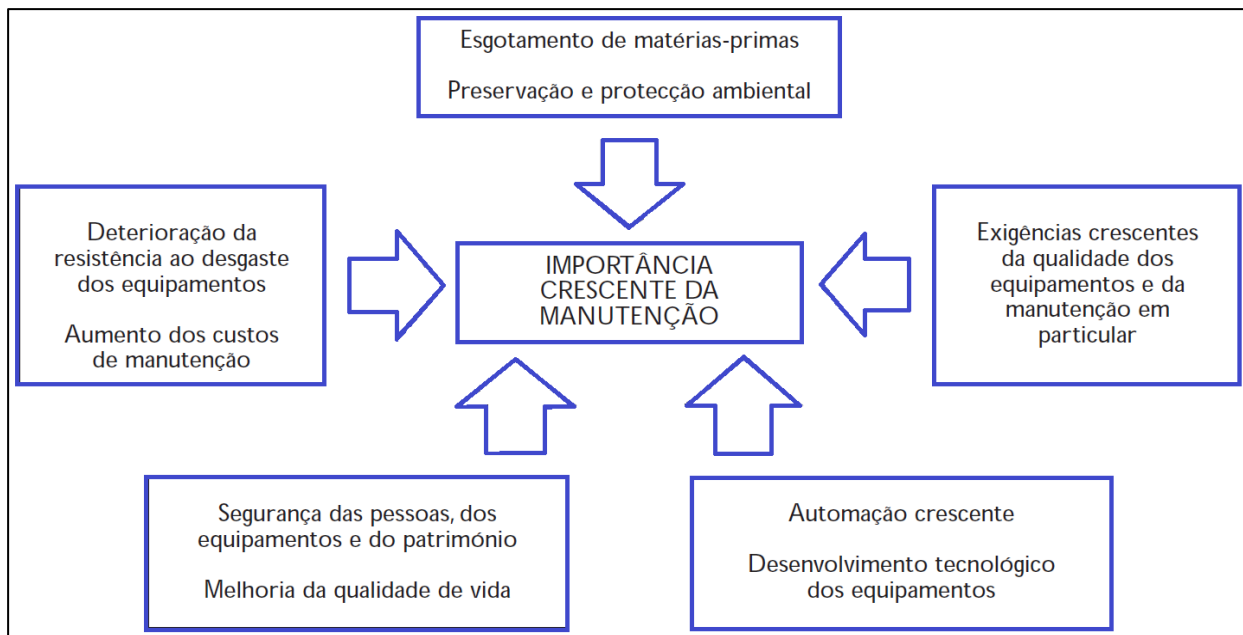 Esgotamento de matérias-primas
Preservação e protecção ambiental
Deterioração da
resistência ao desgaste
dos equipamentos
Aumento dos custos
de manutenção
IMPORTÂNCIA
CRESCENTE DA
MANUTENÇÃO
Exigências crescentes
da qualidade dos
equipamentos e da
manutenção em
particular
Segurança das pessoas, dos
equipamentos e do património
Melhoria da qualidade de vida
Automação crescente
Desenvolvimento tecnológico
dos equipamentos